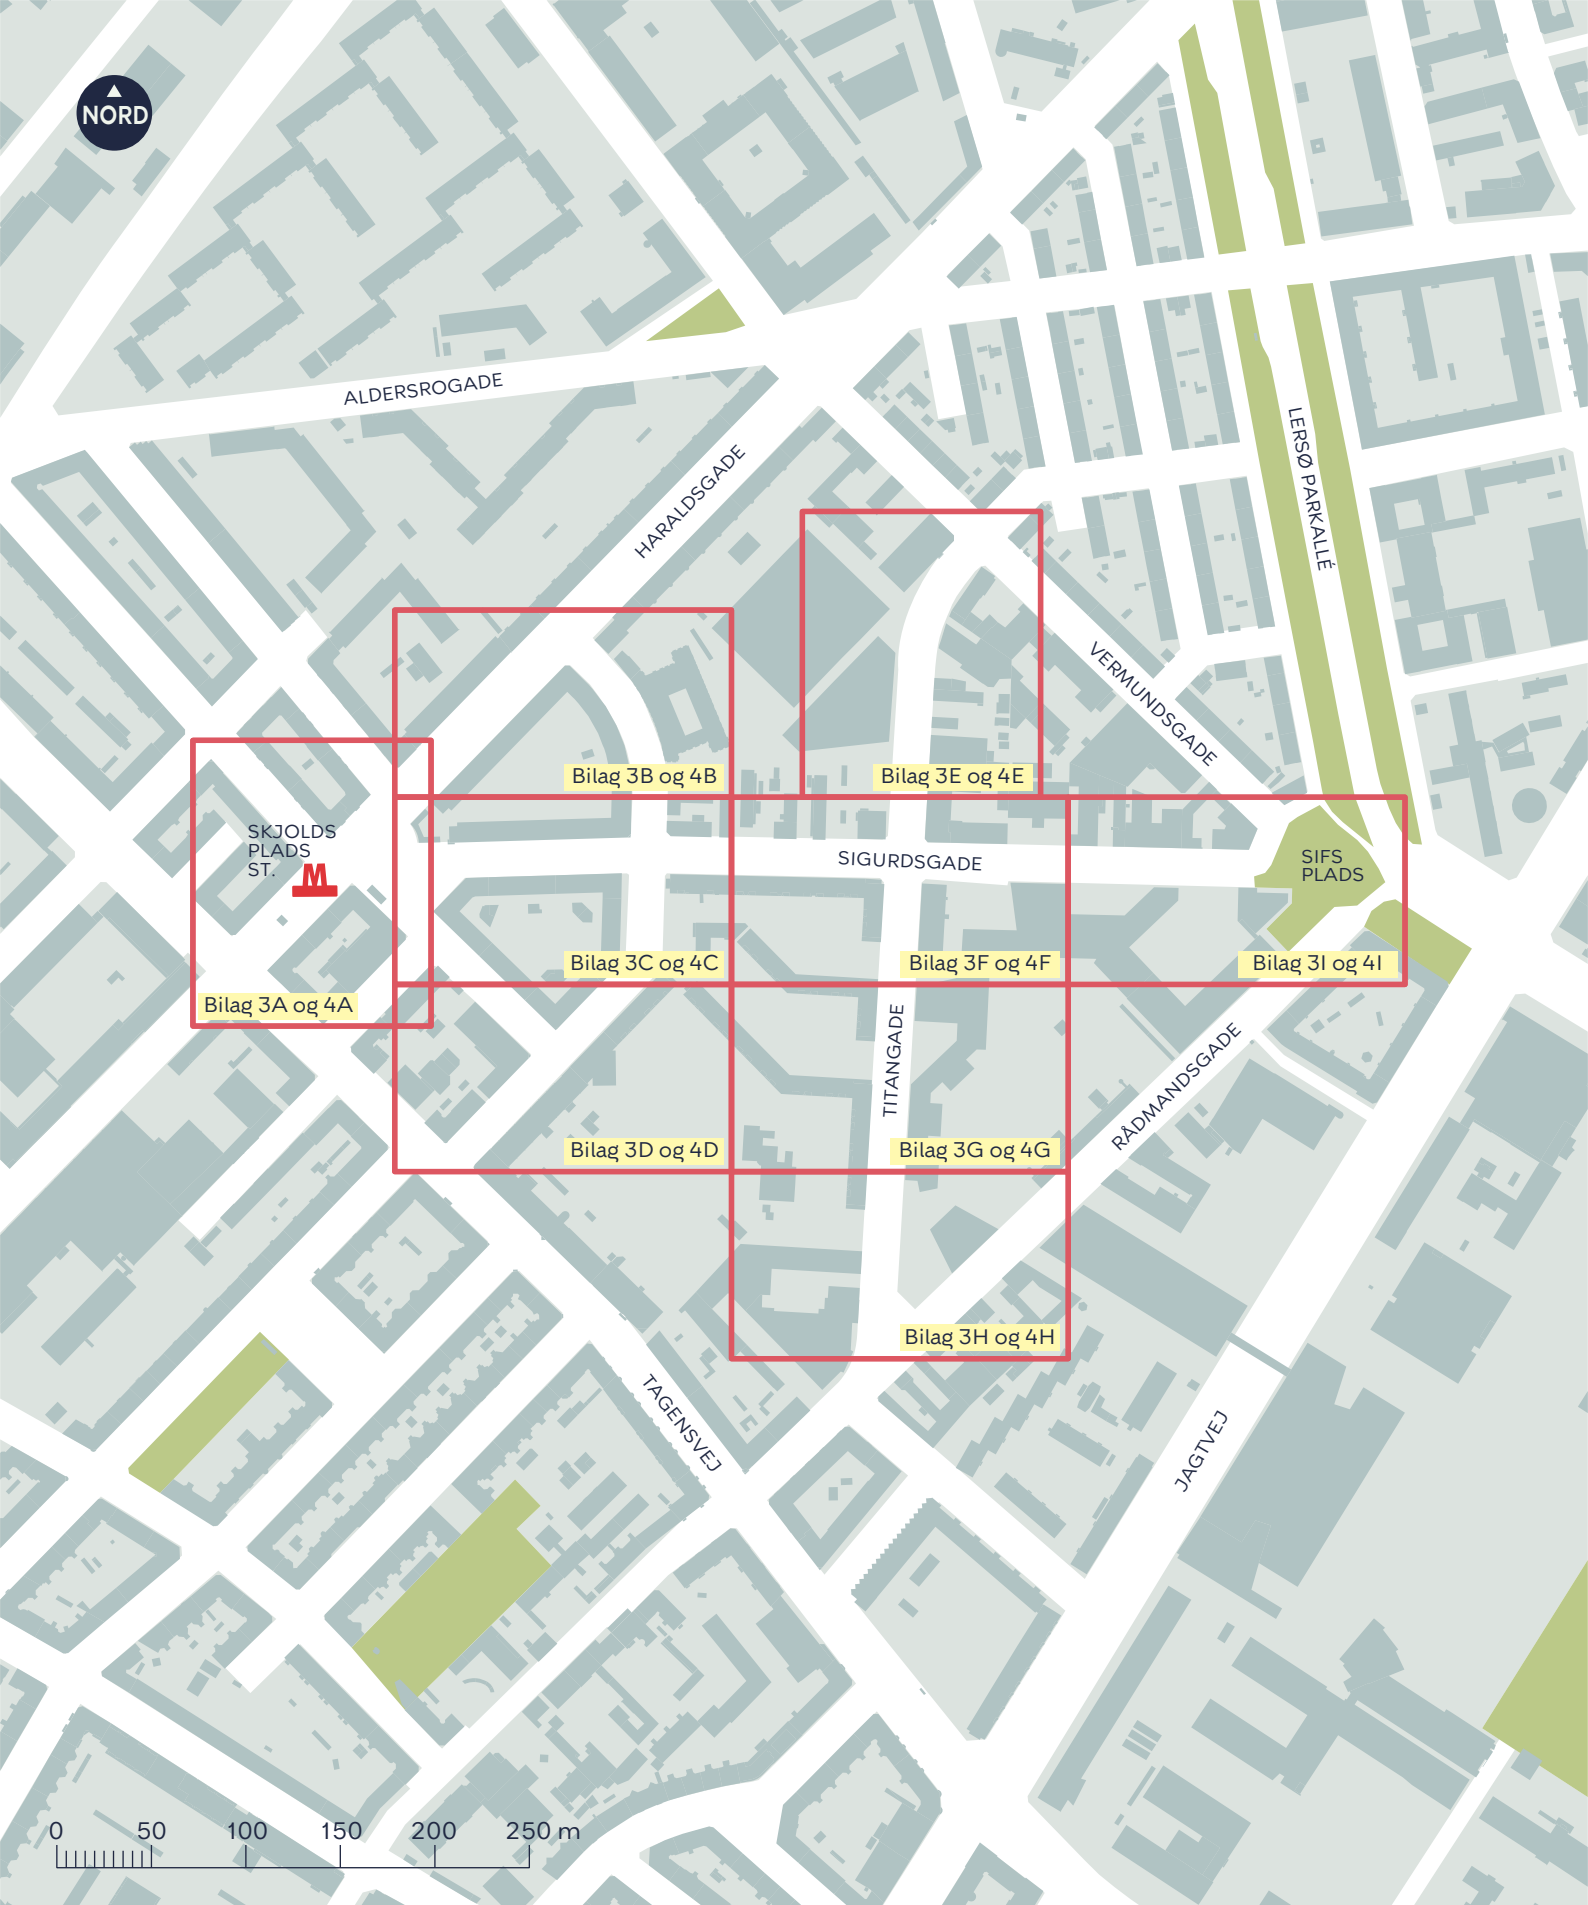 NORD
ALDERSROGADE
HARALDSGADE
LERSØ PARKALLÉ
VERMUNDSGADE
Bilag 3B og 4B
Bilag 3E og 4E
SKJOLDS
PLADS
ST.
M
SIGURDSGADE
SIFS
PLADS
Bilag 3C og 4C
Bilag 3F og 4F
Bilag 3I og 4I
Bilag 3A og 4A
TITANGADE
RÅDMANDSGADE
Bilag 3D og 4D
Bilag 3G og 4G
Bilag 3H og 4H
TAGENSVEJ
JAGTVEJ
0 50 100 150 200 250 m